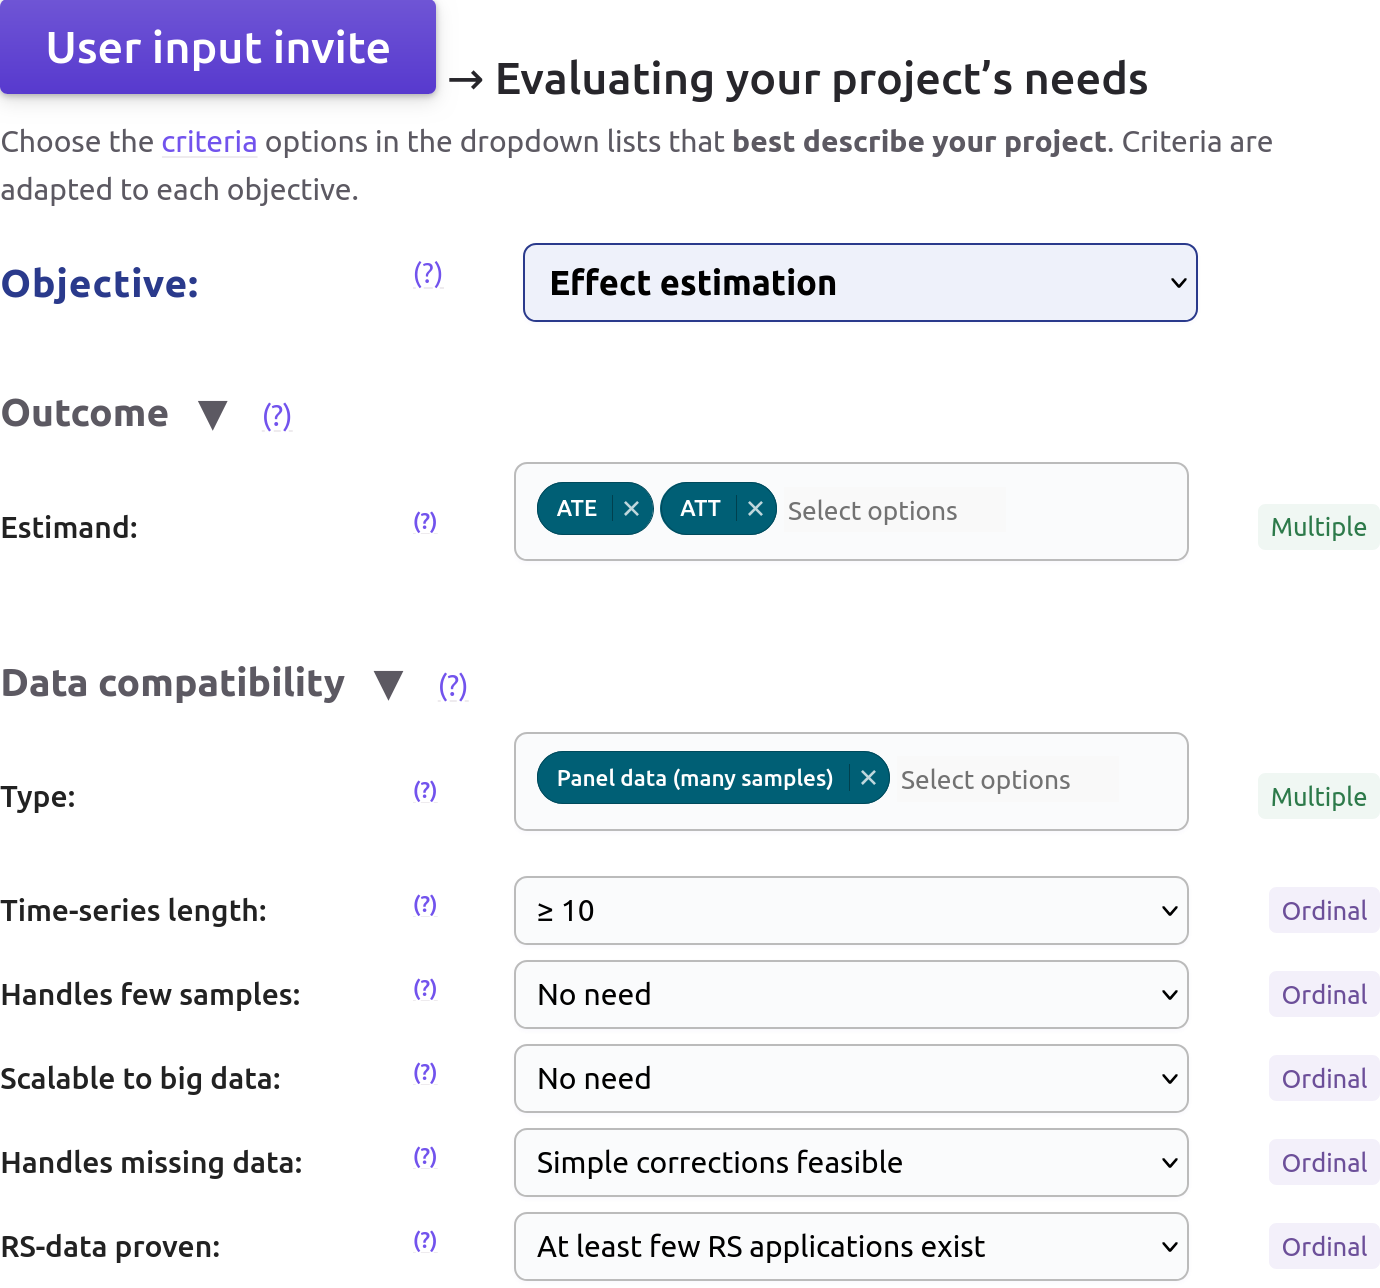 User input invite
→ Evaluating your project’s needs
Choose the criteria options in the dropdown lists that best describe your project. Criteria are
adapted to each objective.
Objective: (?) Effect estimation
Outcome ▼ (?)
Estimand: (?) ATE × ATT × Select options Multiple
Data compatibility ▼ (?)
Type: (?) Panel data (many samples) × Select options Multiple
Time-series length: (?) ≥ 10 Ordinal
Handles few samples: (?) No need Ordinal
Scalable to big data: (?) No need Ordinal
Handles missing data: (?) Simple corrections feasible Ordinal
RS-data proven: (?) At least few RS applications exist Ordinal